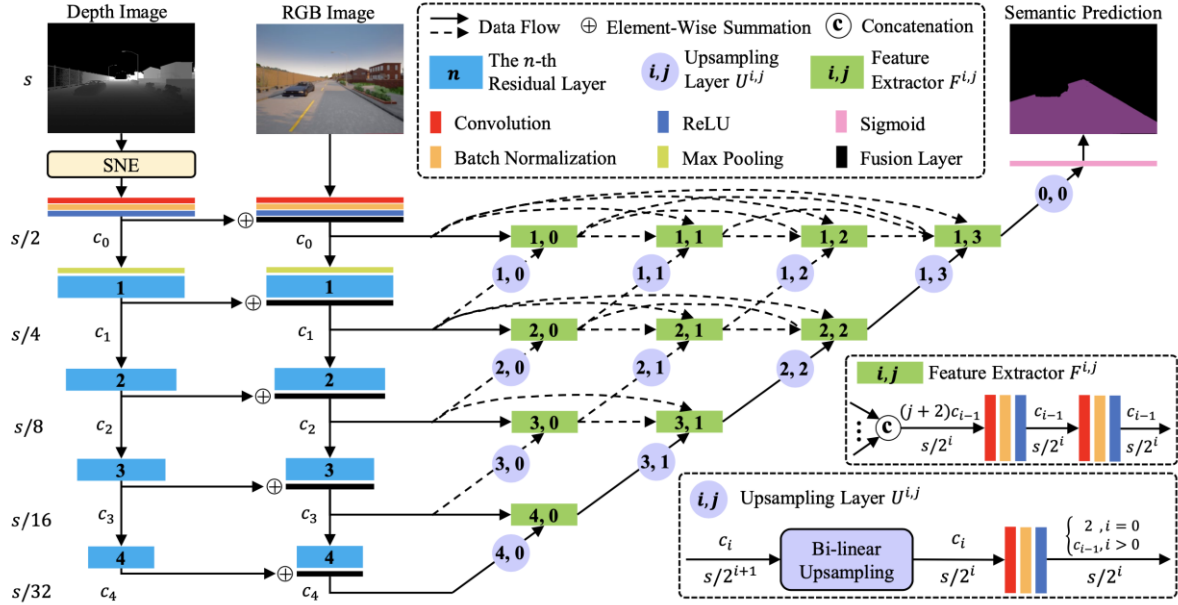 Depth Image
RGB Image
Semantic Prediction
Data Flow
Element-Wise Summation
c Concatenation
n The n-th Residual Layer
i,j Upsampling Layer U^{i,j}
i,j Feature Extractor F^{i,j}
Convolution
ReLU
Sigmoid
Batch Normalization
Max Pooling
Fusion Layer
s
SNE
0, 0
s/2
c_0
c_0
1, 0
1, 1
1, 2
1, 3
1, 0
1, 1
1, 2
1, 3
1
1
s/4
c_1
c_1
2, 0
2, 1
2, 2
2, 0
2, 1
2, 2
2
2
s/8
c_2
c_2
3, 0
3, 1
3, 0
3, 1
3
3
s/16
c_3
c_3
4, 0
4, 0
4
4
s/32
c_4
c_4
i,j Feature Extractor F^{i,j}
c
(j + 2)c_{i-1}
c_{i-1}
c_{i-1}
s/2^i
s/2^i
s/2^i
i,j Upsampling Layer U^{i,j}
c_i
s/2^{i+1}
Bi-linear
Upsampling
c_i
s/2^i
{ 2 , i = 0
c_{i-1}, i > 0
s/2^i